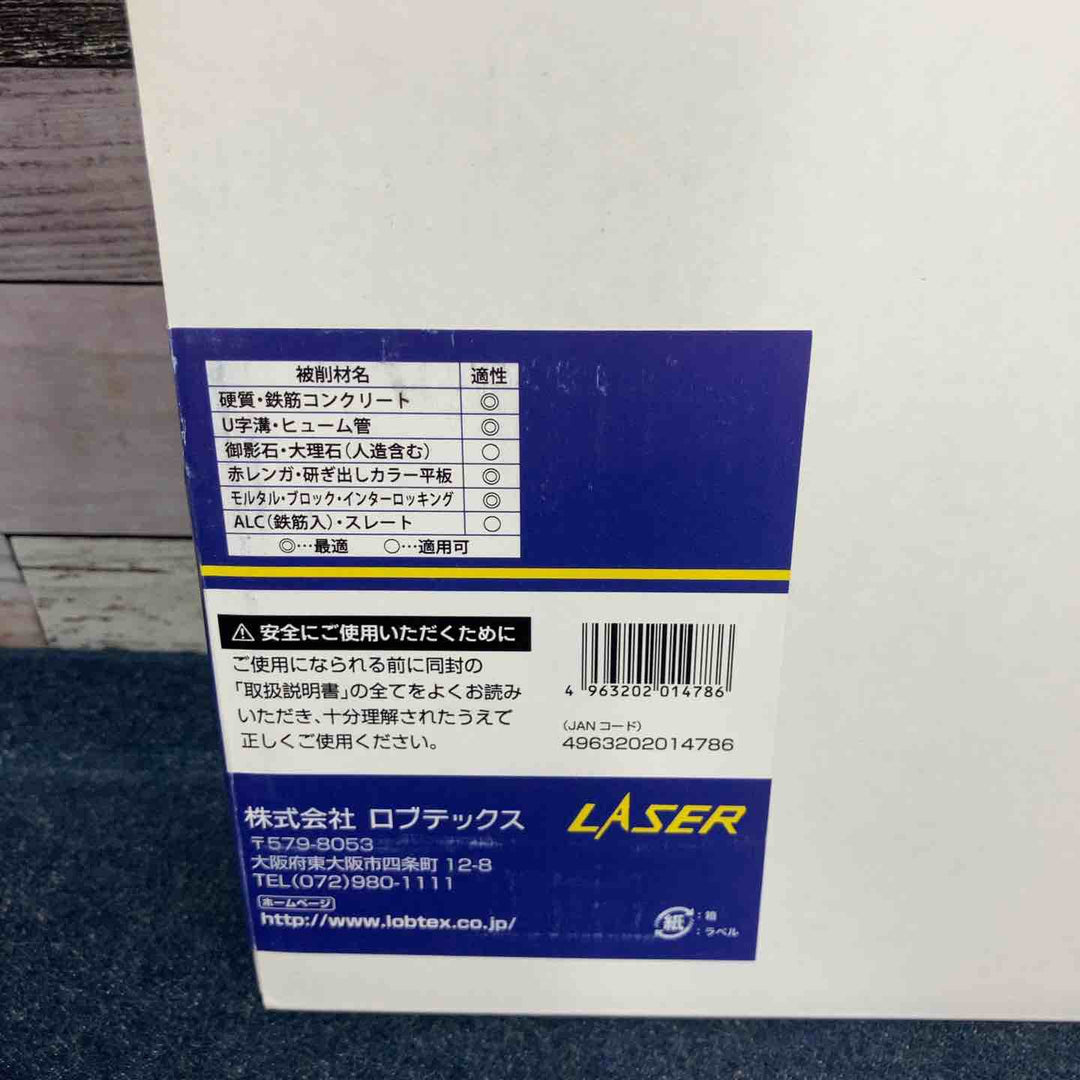 被削材名 適性
硬質・鉄筋コンクリート ◎
U字溝・ヒューム管 ◎
御影石・大理石(人造含む) ○
赤レンガ・研ぎ出しカラー平板 ◎
モルタル・ブロック・インターロッキング ◎
ALC(鉄筋入)・スレート ○
◎…最適 ○…適用可
⚠ 安全にご使用いただくために
ご使用になられる前に同封の
「取扱説明書」の全てをよくお読み
いただき、十分理解されたうえで
正しくご使用ください。
4 963202 014786
(JANコード)
4963202014786
株式会社 ロブテックス
LASER
〒579-8053
大阪府東大阪市四条町 12-8
TEL(072)980-1111
ホームページ
http://www.lobtex.co.jp/
紙 :箱
:ラベル